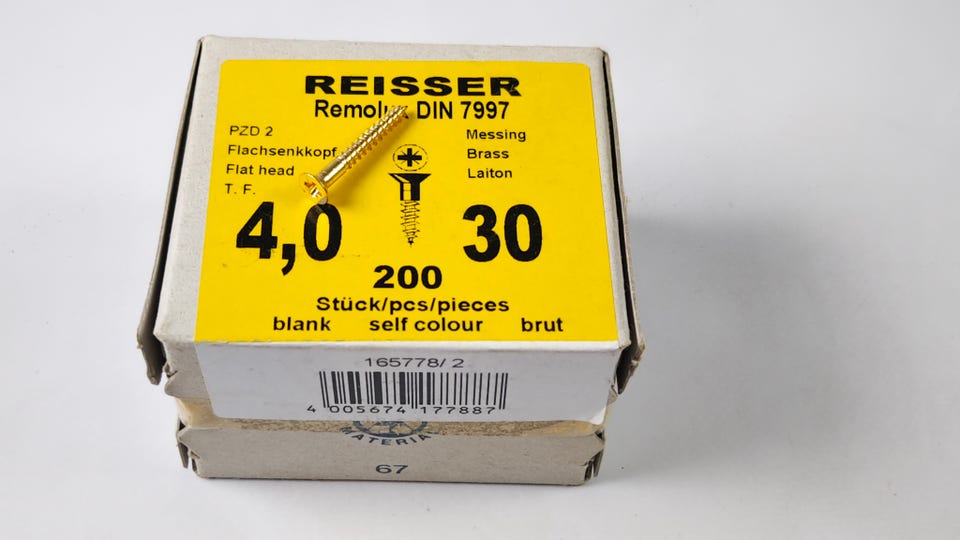 REISSER
Remolux DIN 7997
PZD 2
Flachsenkkopf
Flat head
T. F.
Messing
Brass
Laiton
4,0
30
200
Stück/pcs/pieces
blank self colour brut
165778/2
4 005674 177887
MATERIA
67